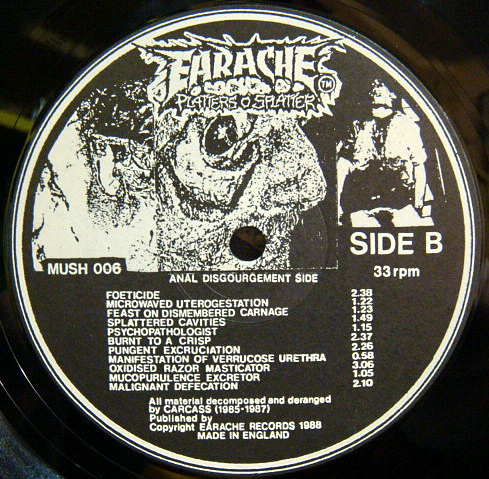 EARACHE
TM
PLATTERS O' SPLATTER
MUSH 006
SIDE B
ANAL DISGOURGEMENT SIDE
33 rpm
FOETICIDE 2.38
MICROWAVED UTEROGESTATION 1.22
FEAST ON DISMEMBERED CARNAGE 1.23
SPLATTERED CAVITIES 1.49
PSYCHOPATHOLOGIST 1.15
BURNT TO A CRISP 2.37
PUNGENT EXCRUCIATION 2.26
MANIFESTATION OF VERRUCOSE URETHRA 0.58
OXIDISED RAZOR MASTICATOR 3.06
MUCOPURULENCE EXCRETOR 1.05
MALIGNANT DEFECATION 2.10
All material decomposed and deranged
by CARCASS (1985-1987)
Published by
Copyright EARACHE RECORDS 1988
MADE IN ENGLAND